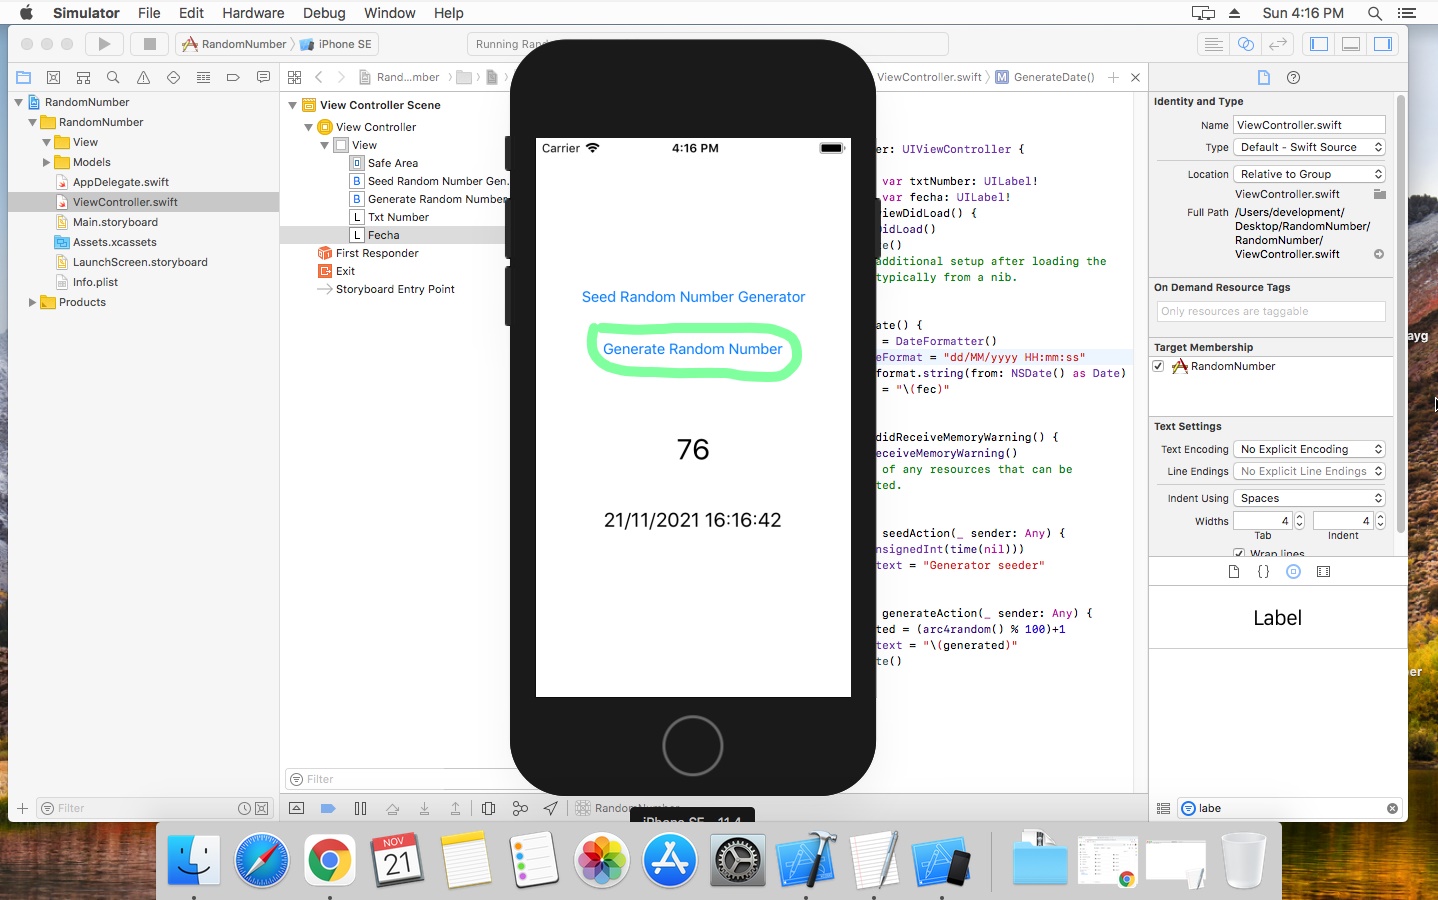 Simulator File Edit Hardware Debug Window Help Sun 4:16 PM
RandomNumber iPhone SE
Running
Rand...mber
ViewController.swift M GenerateDate()
RandomNumber
RandomNumber
View
Models
AppDelegate.swift
ViewController.swift
Main.storyboard
Assets.xcassets
LaunchScreen.storyboard
Info.plist
Products
Filter
View Controller Scene
View Controller
View
Safe Area
B Seed Random Number Gen.
B Generate Random Number
L Txt Number
L Fecha
First Responder
Exit
Storyboard Entry Point
Filter
Carrier 4:16 PM
Seed Random Number Generator
Generate Random Number
76
21/11/2021 16:16:42
er: UIViewController {
var txtNumber: UILabel!
var fecha: UILabel!
viewDidLoad() {
DidLoad()
te()
additional setup after loading the
typically from a nib.
ate() {
= DateFormatter()
eFormat = "dd/MM/yyyy HH:mm:ss"
format.string(from: NSDate() as Date)
= "\(fec)"
didReceiveMemoryWarning() {
eceiveMemoryWarning()
of any resources that can be
ted.
seedAction(_ sender: Any) {
nsignedInt(time(nil)))
text = "Generator seeder"
generateAction(_ sender: Any) {
ted = (arc4random() % 100)+1
text = "\(generated)"
te()
Identity and Type
Name ViewController.swift
Type Default - Swift Source
Location Relative to Group
ViewController.swift
Full Path /Users/development/
Desktop/RandomNumber/
RandomNumber/
ViewController.swift
On Demand Resource Tags
Only resources are taggable
Target Membership
RandomNumber
Text Settings
Text Encoding No Explicit Encoding
Line Endings No Explicit Line Endings
Indent Using Spaces
Widths 4 4
Tab Indent
Wrap lines
Label
labe
ayg
er
NOV
21